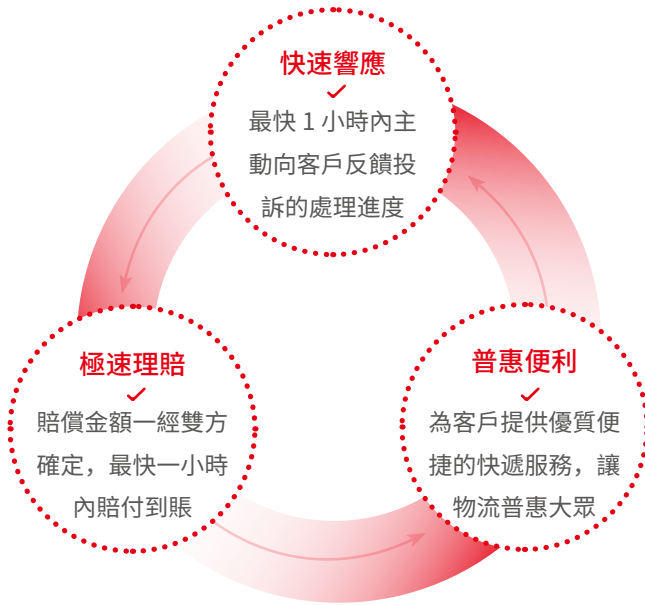 快速響應
最快 1 小時內主
動向客戶反饋投
訴的處理進度
極速理賠
賠償金額一經雙方
確定，最快一小時
內賠付到賬
普惠便利
為客戶提供優質便
捷的快遞服務，讓
物流普惠大眾